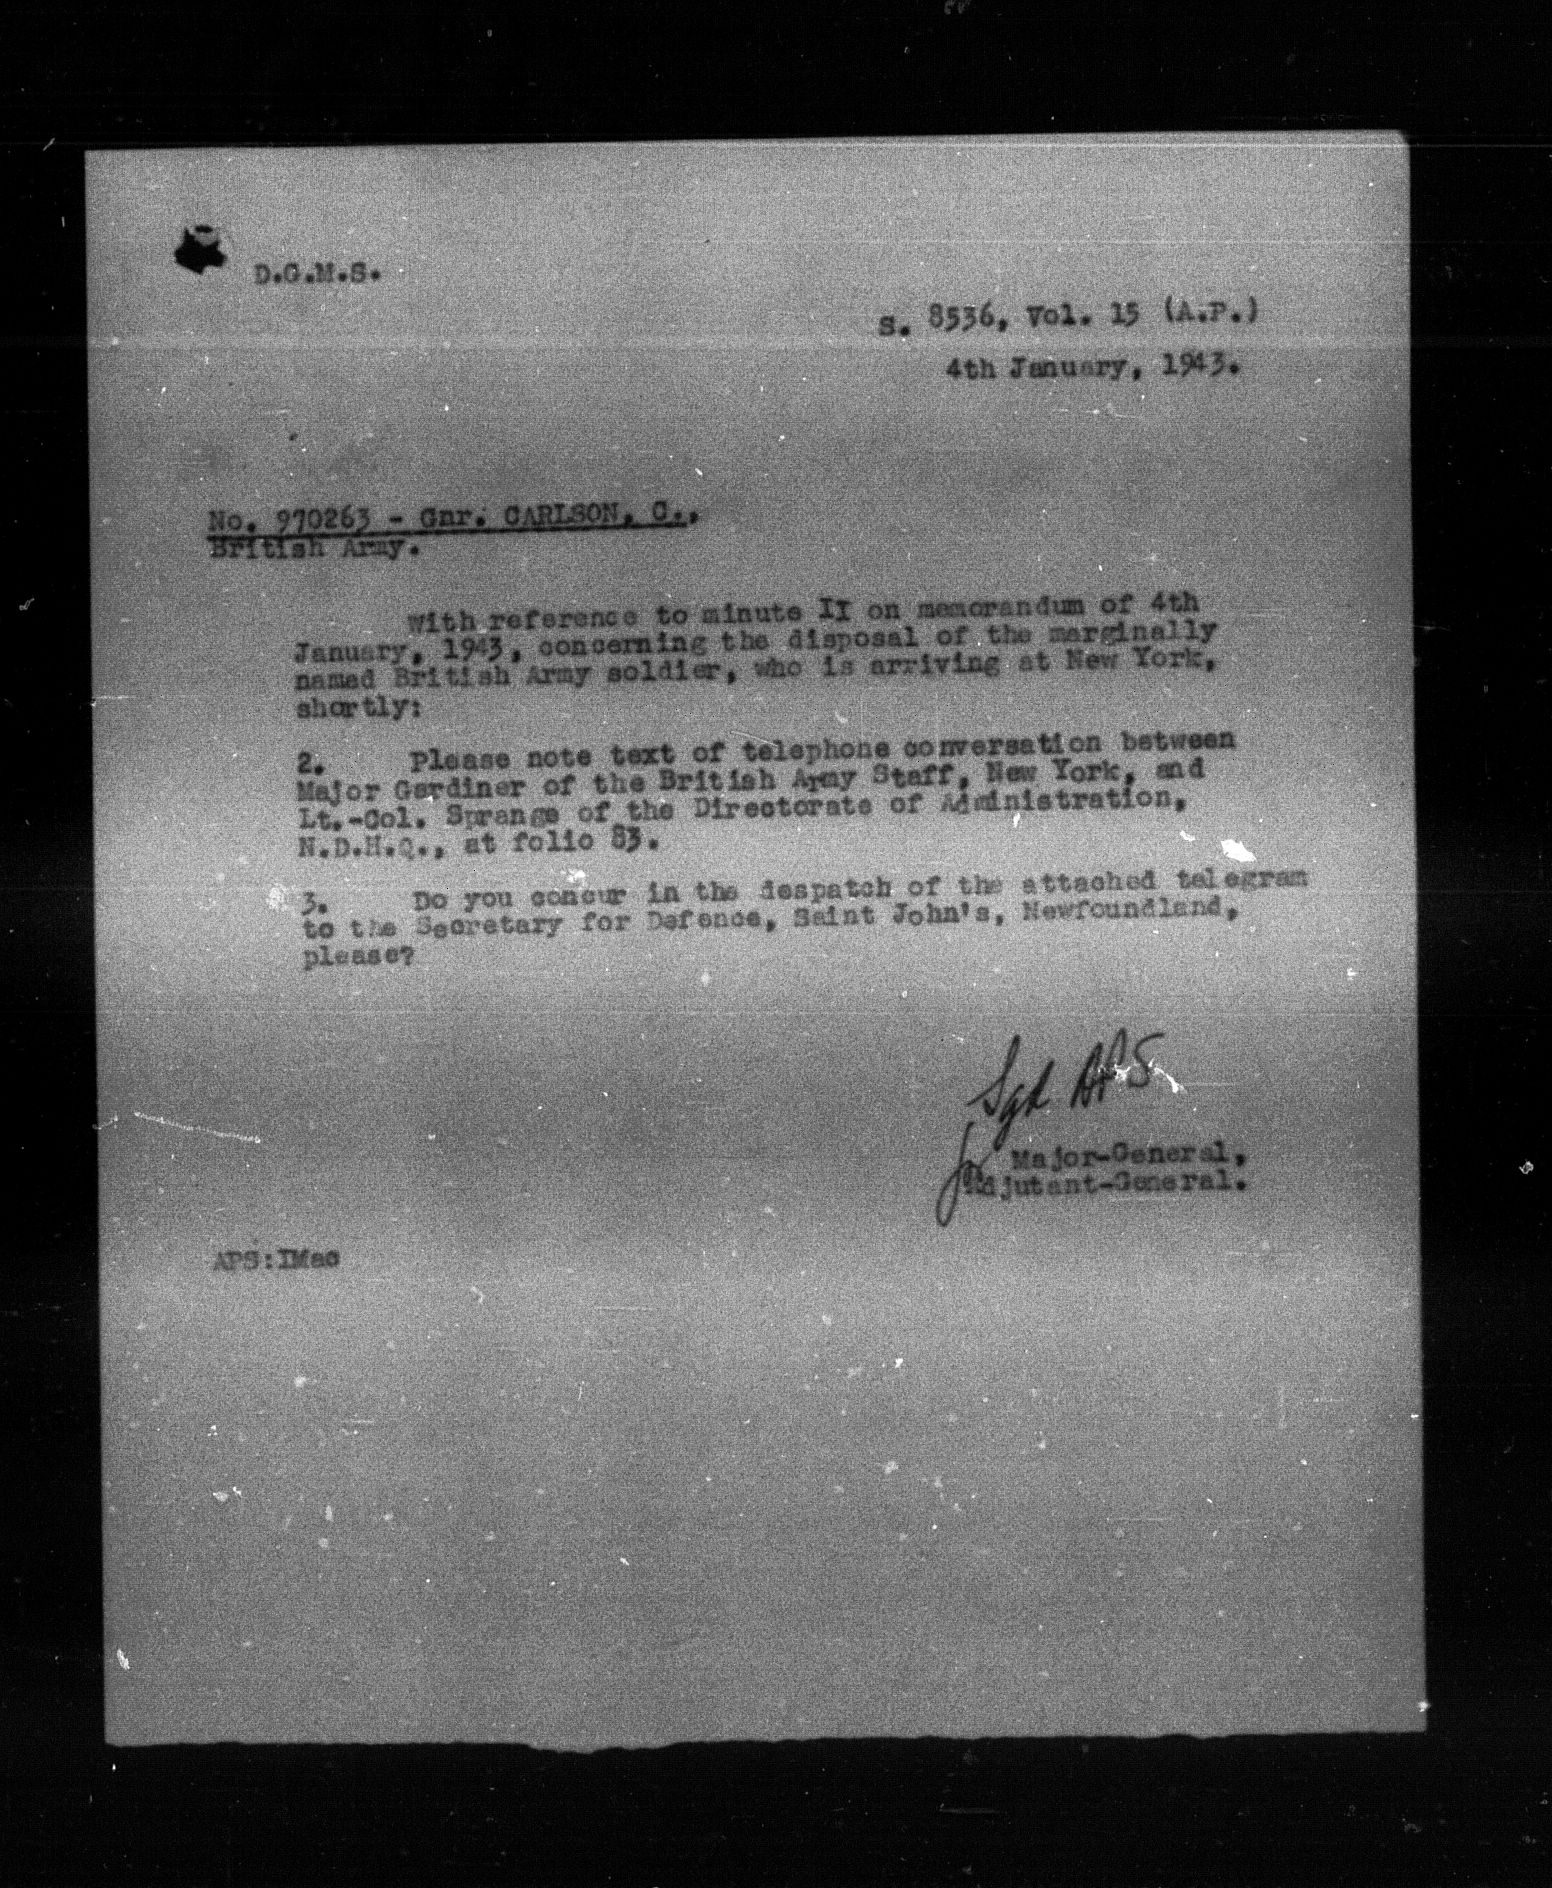 D.G.M.S.
S. 8536, Vol. 15 (A.P.)
4th January, 1943.
No. 970263 - Gnr. CARLSON, C.,
British Army.
With reference to minute II on memorandum of 4th
January, 1943, concerning the disposal of the marginally
named British Army soldier, who is arriving at New York,
shortly:
2. Please note text of telephone conversation between
Major Gardiner of the British Army Staff, New York, and
Lt.-Col. Sprange of the Directorate of Administration,
N.D.H.Q., at folio 83.
3. Do you concur in the despatch of the attached telegram
to the Secretary for Defence, Saint John's, Newfoundland,
please?
Sgd APS
for Major-General,
Adjutant-General.
APS:IMac